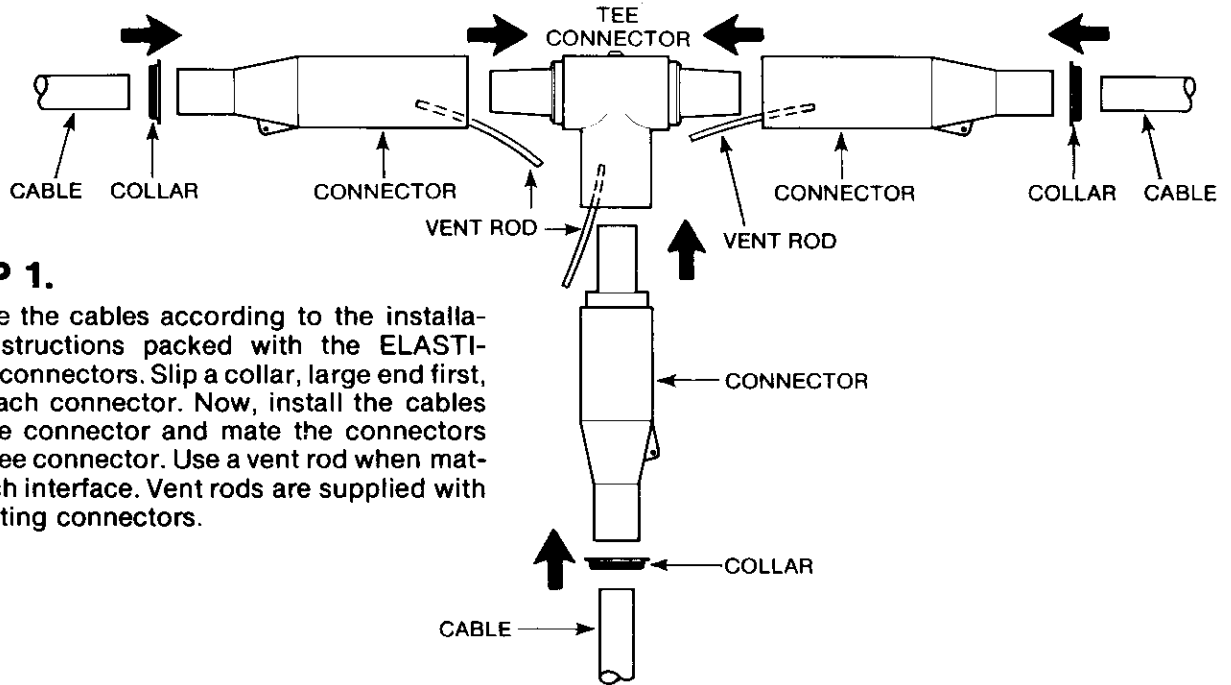 TEE
CONNECTOR
CABLE COLLAR CONNECTOR CONNECTOR COLLAR CABLE
VENT ROD VENT ROD
P 1.
e the cables according to the installa-
structions packed with the ELASTI-
connectors. Slip a collar, large end first,
ach connector. Now, install the cables
e connector and mate the connectors
ee connector. Use a vent rod when mat-
ch interface. Vent rods are supplied with
ting connectors.
CONNECTOR
COLLAR
CABLE